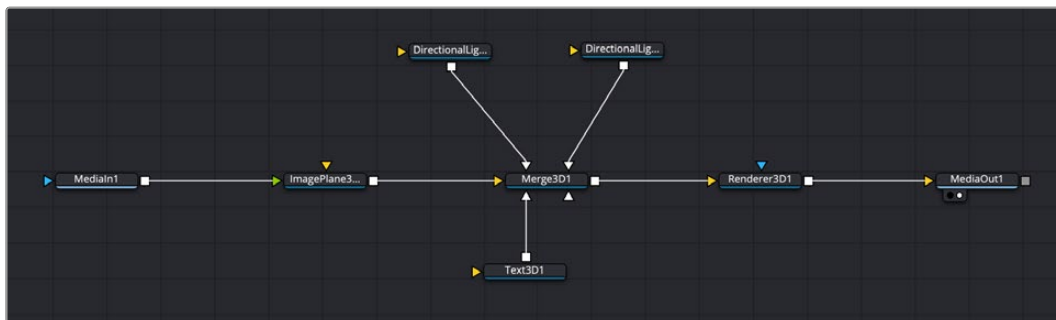 DirectionalLig...
DirectionalLig...
MediaIn1
ImagePlane3...
Merge3D1
Renderer3D1
MediaOut1
Text3D1